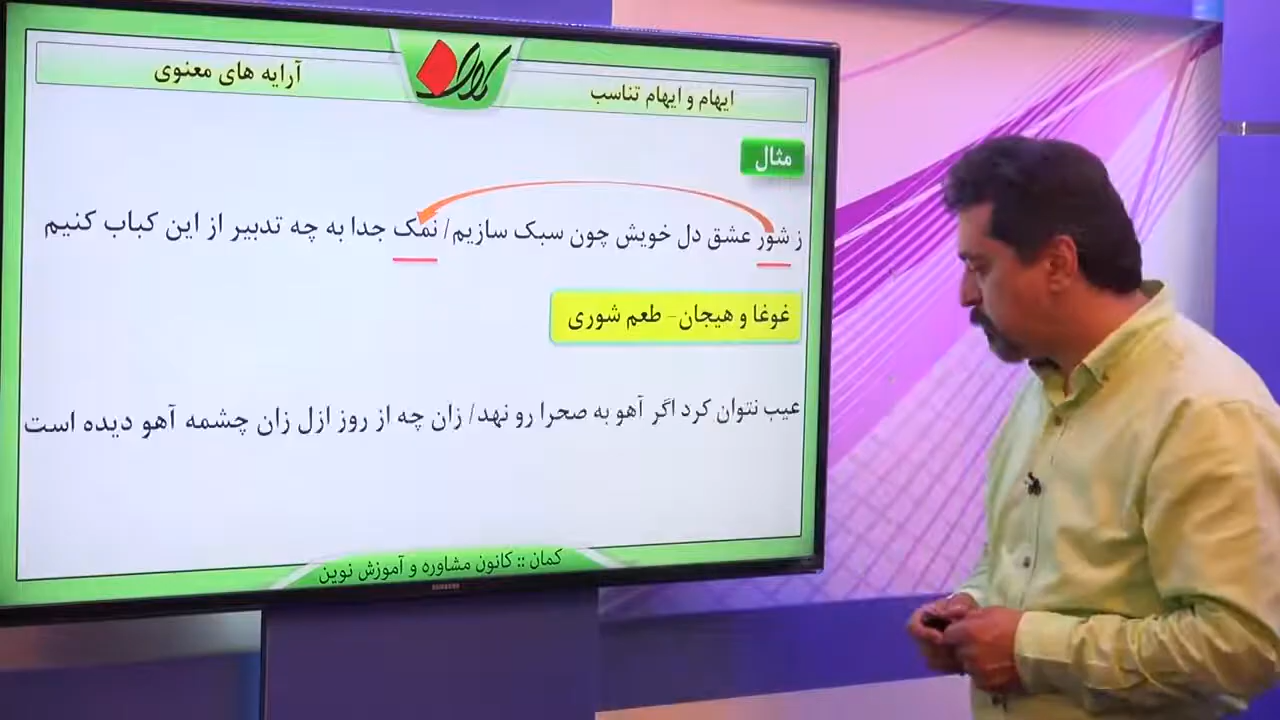 آرایه های معنوی
ایهام و ایهام تناسب
مثال
ز شور عشق دل خویش چون سبک سازیم/ نمک جدا به چه تدبیر از این کباب کنیم
غوغا و هیجان- طعم شوری
عیب نتوان کرد اگر آهو به صحرا رو نهد/ زان چه از روز ازل زان چشمه آهو دیده است
کمان :: کانون مشاوره و آموزش نوین
SAMSUNG